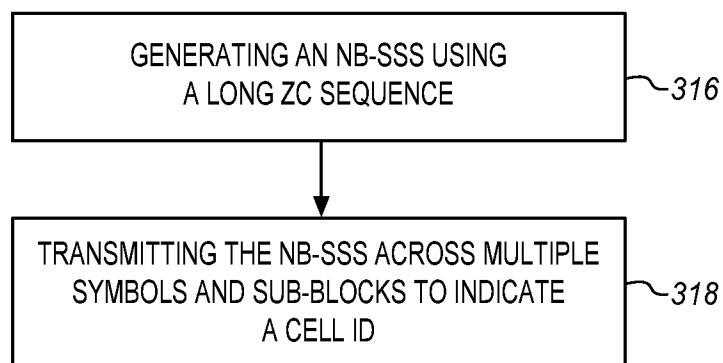 GENERATING AN NB-SSS USING
A LONG ZC SEQUENCE
316
TRANSMITTING THE NB-SSS ACROSS MULTIPLE
SYMBOLS AND SUB-BLOCKS TO INDICATE
A CELL ID
318